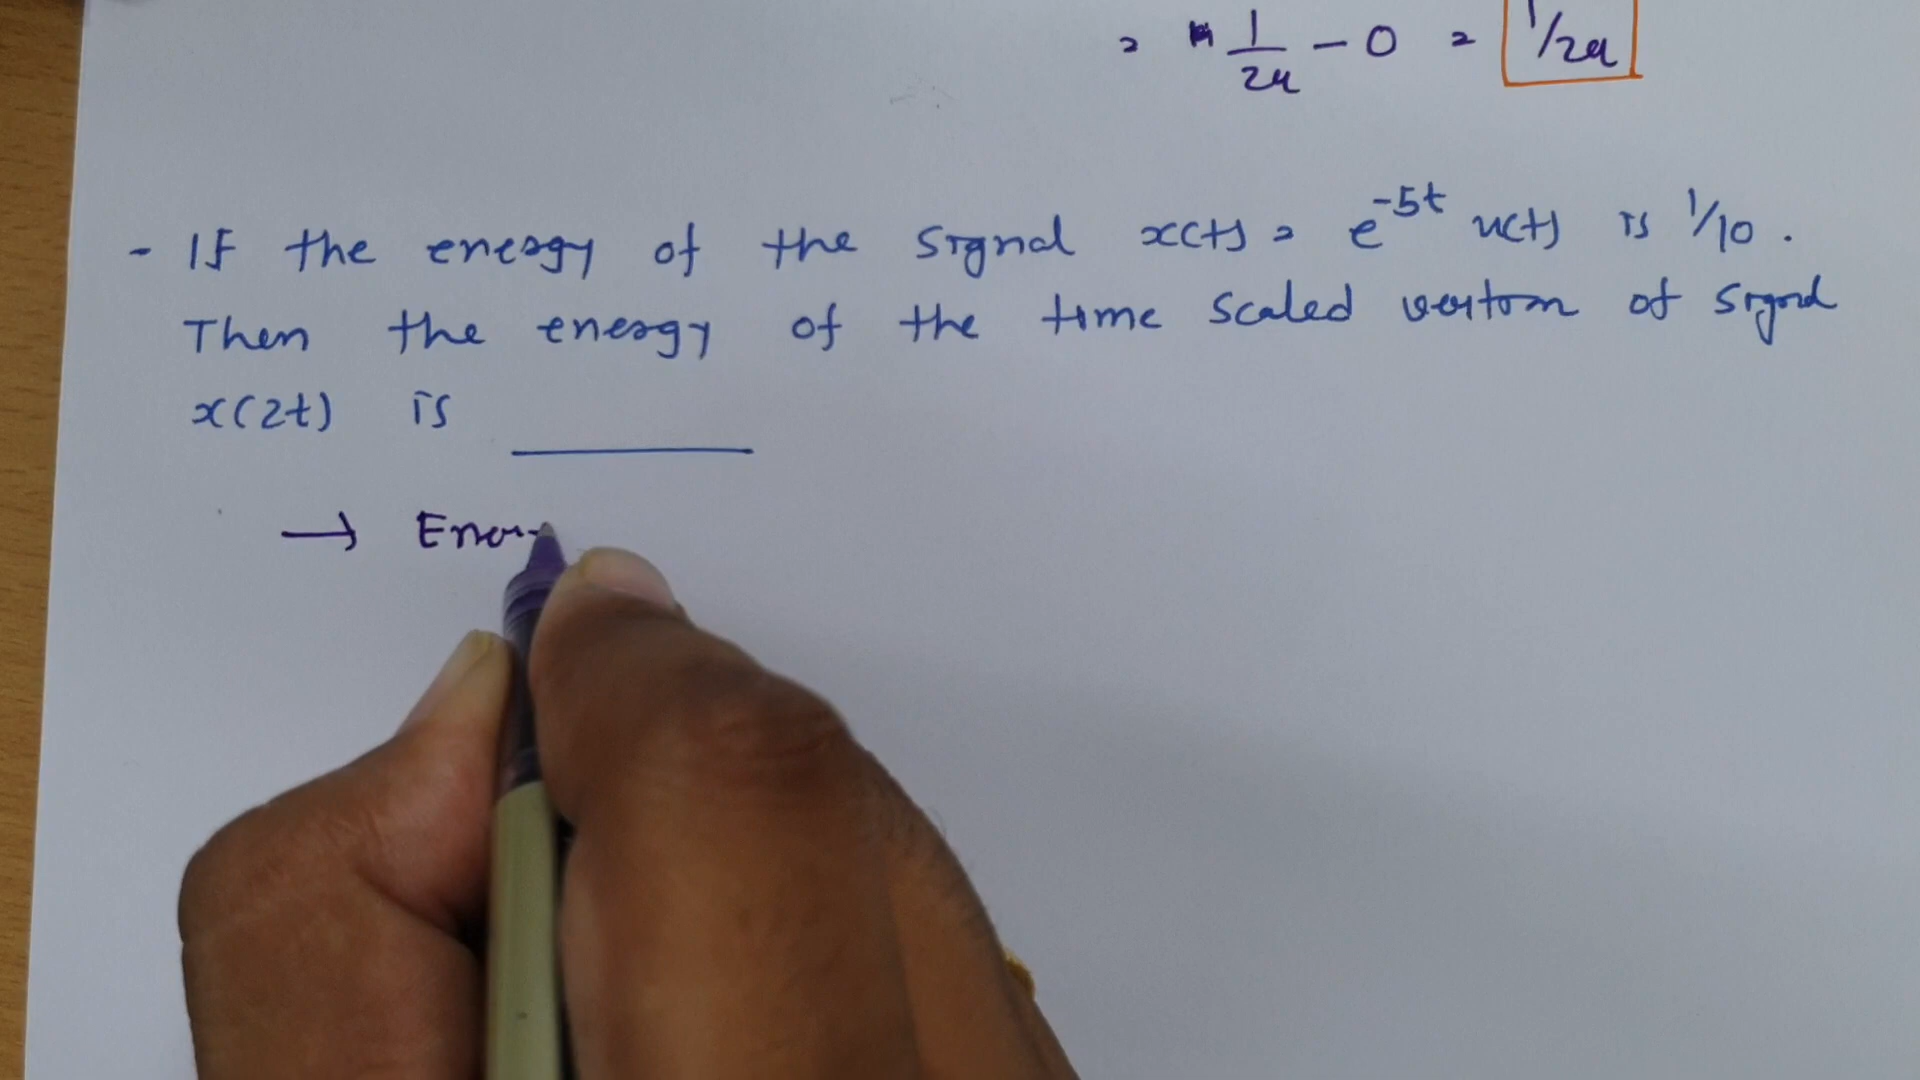 = 1/2a - 0 = 1/2a
- If the energy of the signal x(t) = e^-5t u(t) is 1/10.
Then the energy of the time scaled version of signal
x(2t) is ________
→ Ener